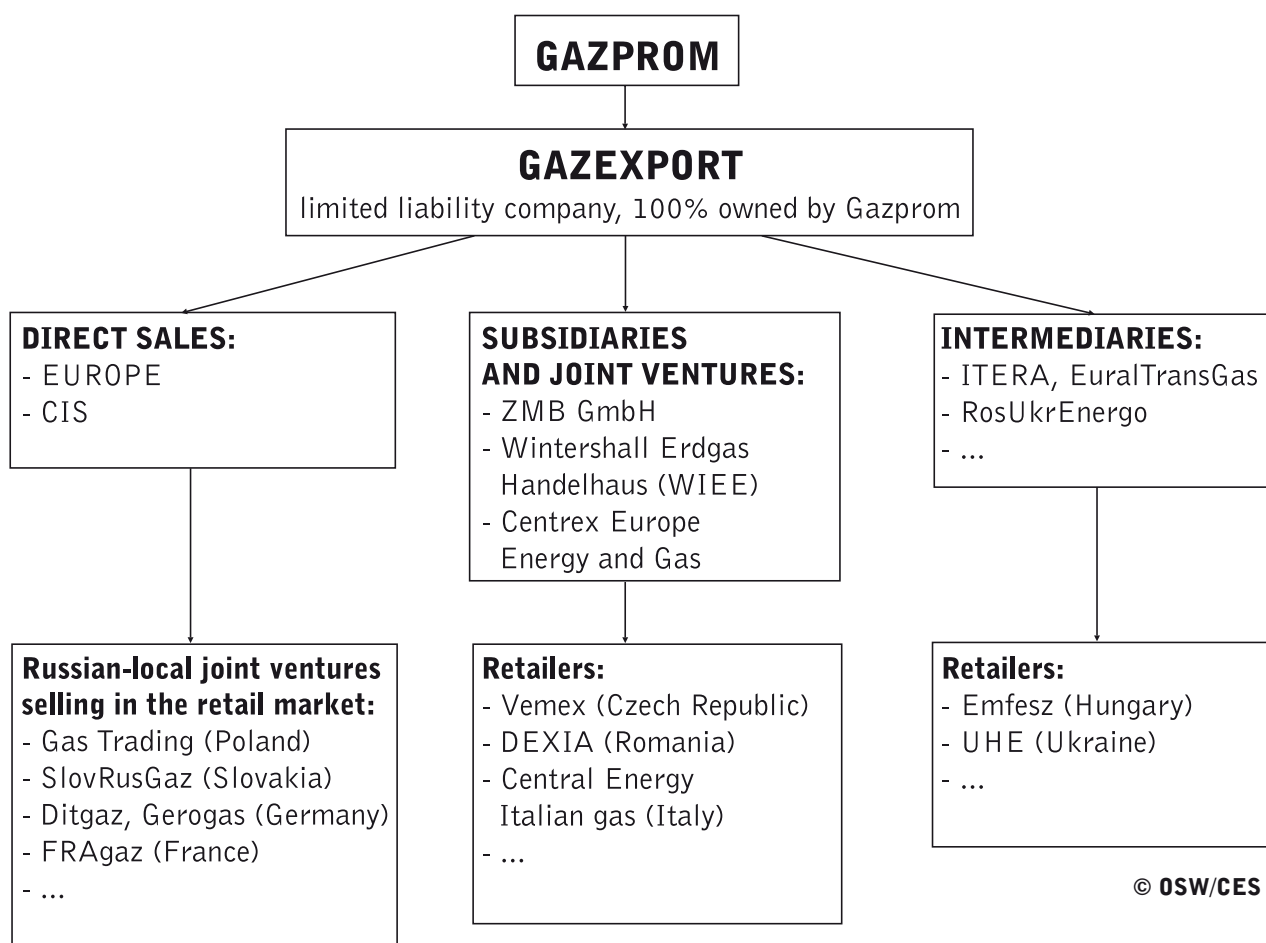 GAZPROM
GAZEXPORT
limited liability company, 100% owned by Gazprom
DIRECT SALES:
- EUROPE
- CIS
SUBSIDIARIES
AND JOINT VENTURES:
- ZMB GmbH
- Wintershall Erdgas
Handelhaus (WIEE)
- Centrex Europe
Energy and Gas
INTERMEDIARIES:
- ITERA, EuralTransGas
- RosUkrEnergo
- ...
Russian-local joint ventures
selling in the retail market:
- Gas Trading (Poland)
- SlovRusGaz (Slovakia)
- Ditgaz, Gerogas (Germany)
- FRAgaz (France)
- ...
Retailers:
- Vemex (Czech Republic)
- DEXIA (Romania)
- Central Energy
Italian gas (Italy)
- ...
Retailers:
- Emfesz (Hungary)
- UHE (Ukraine)
- ...
© OSW/CES